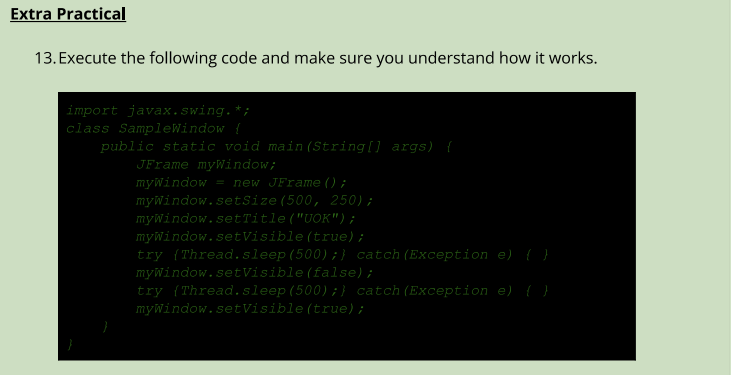 Extra Practical
13. Execute the following code and make sure you understand how it works.
import javax.swing.*;
class SampleWindow {
    public static void main(String[] args) {
        JFrame myWindow;
        myWindow = new JFrame();
        myWindow.setSize(500, 250);
        myWindow.setTitle("UOK");
        myWindow.setVisible(true);
        try {Thread.sleep(500);} catch(Exception e) { }
        myWindow.setVisible(false);
        try {Thread.sleep(500);} catch(Exception e) { }
        myWindow.setVisible(true);
    }
}